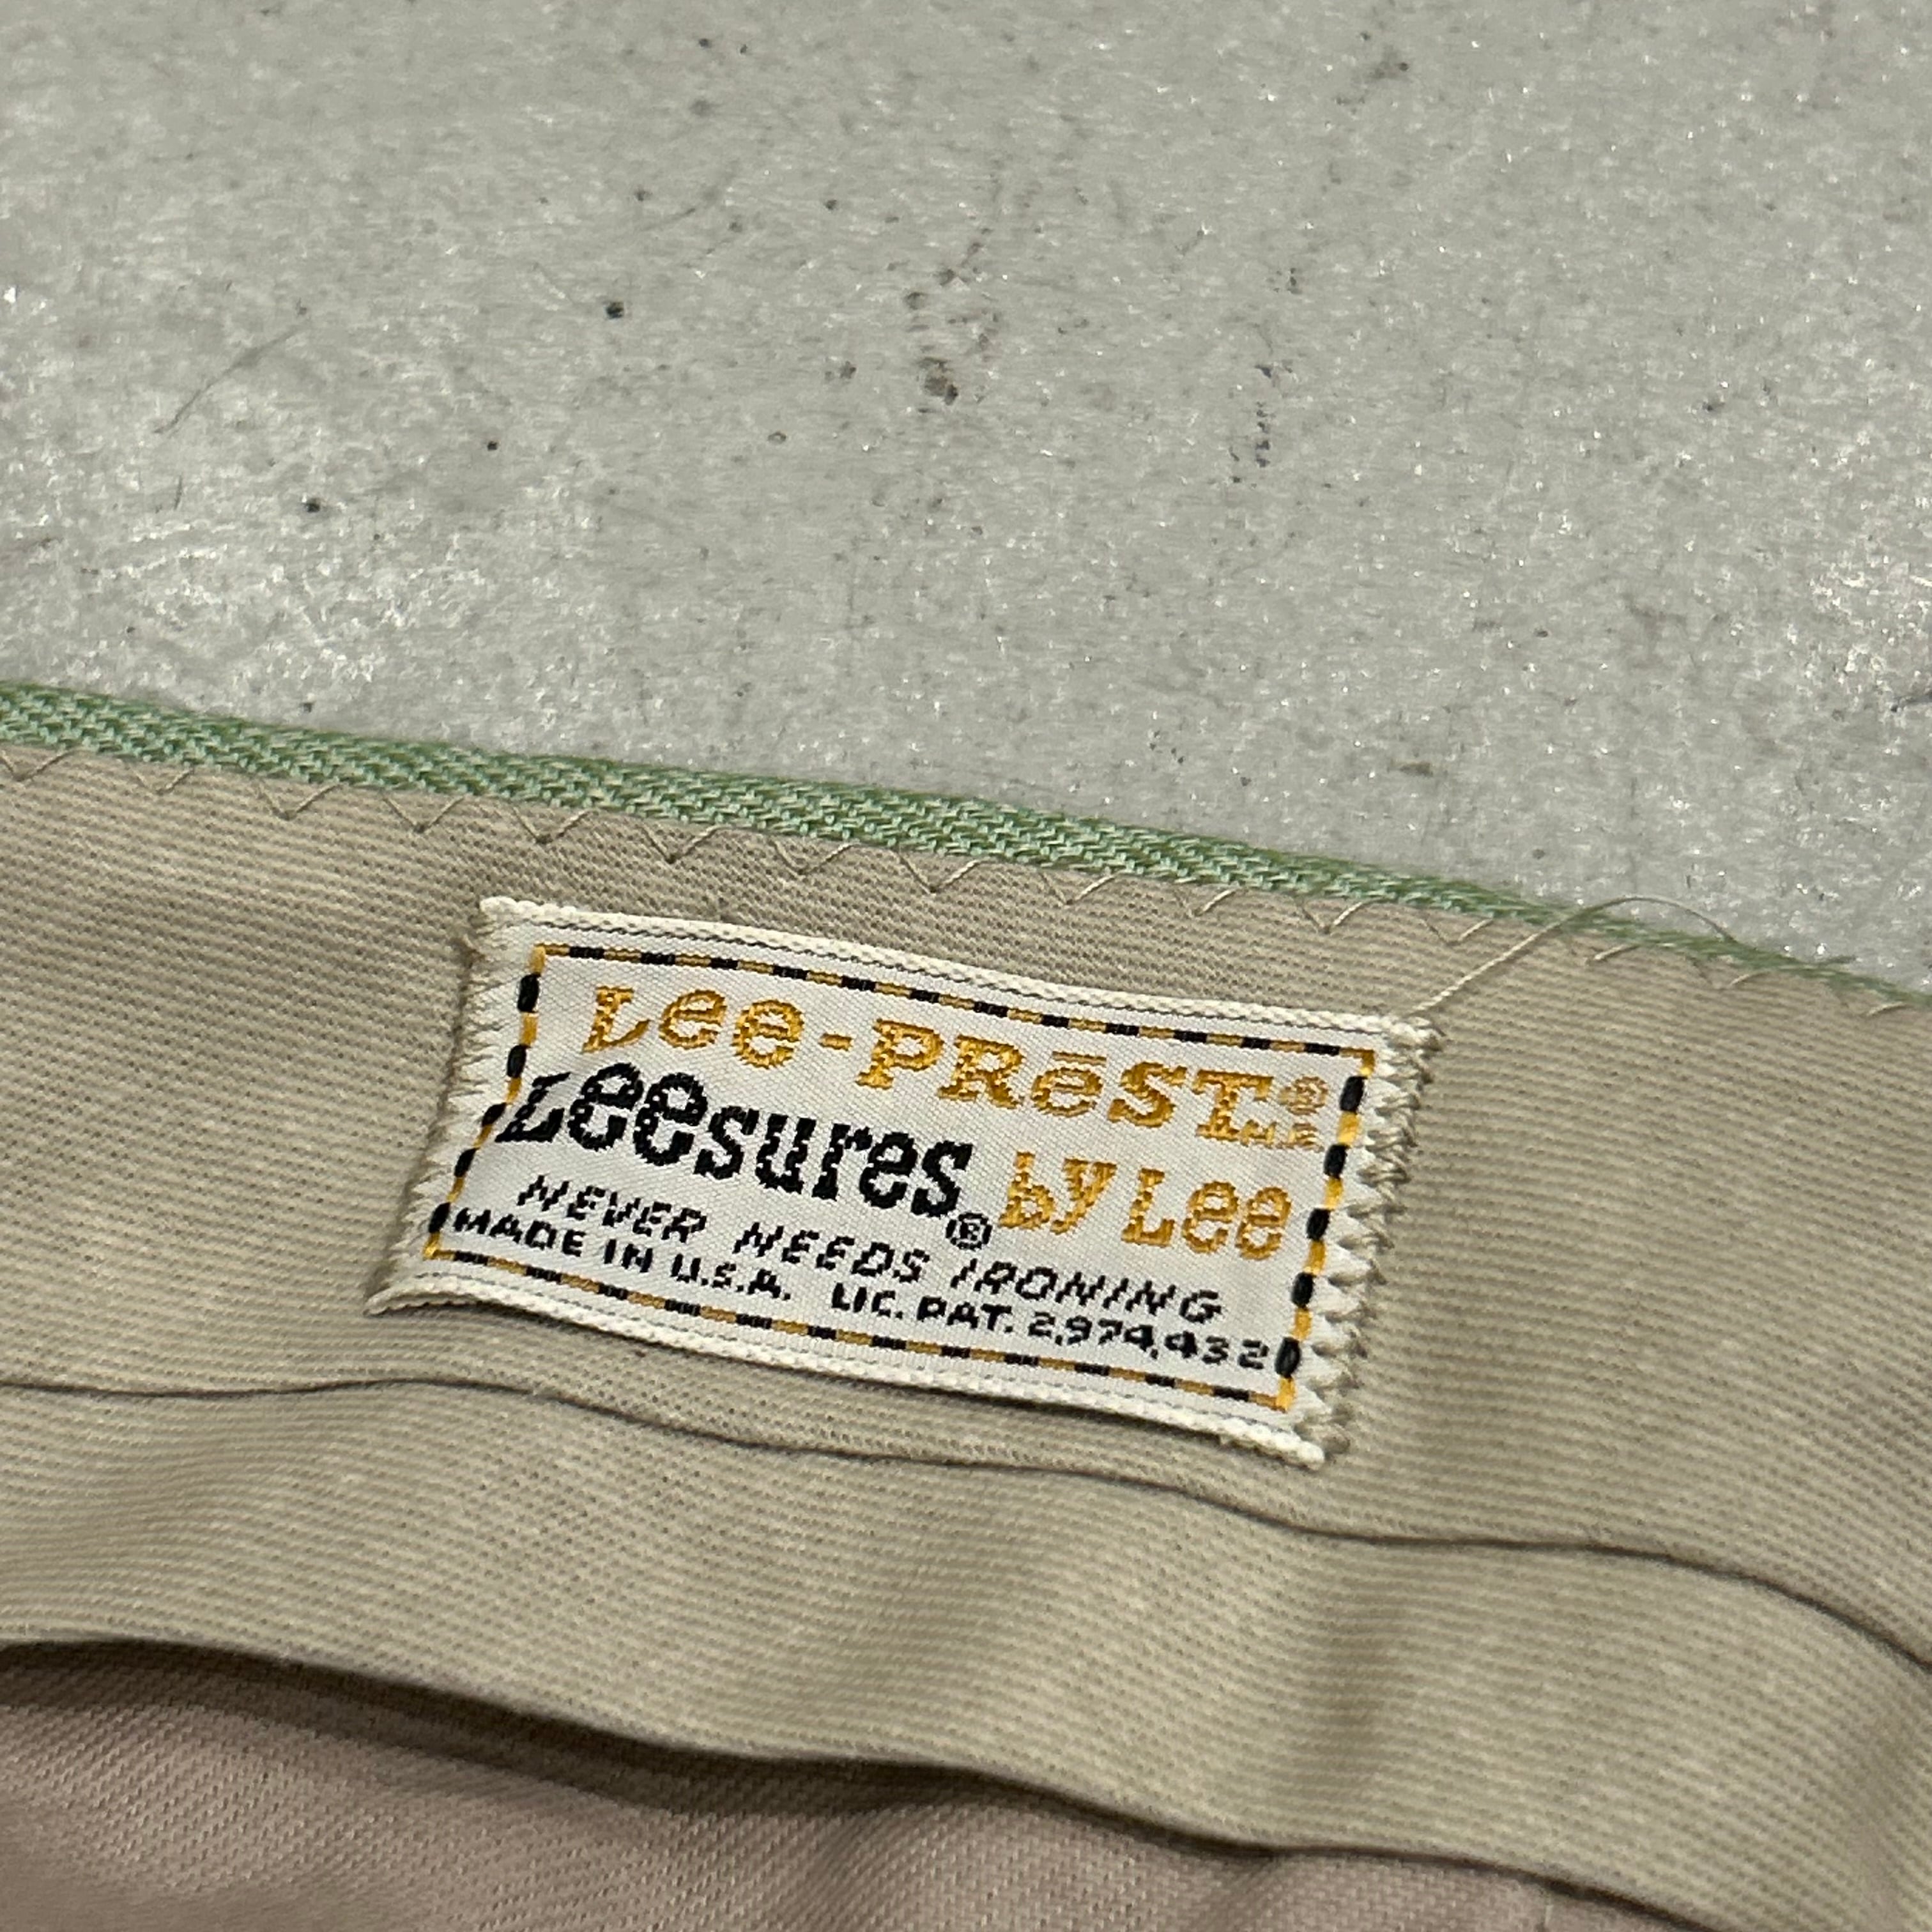 Lee-PRēST®
Leesures® by Lee
NEVER NEEDS IRONING
MADE IN U.S.A. LIC. PAT. 2,974,432